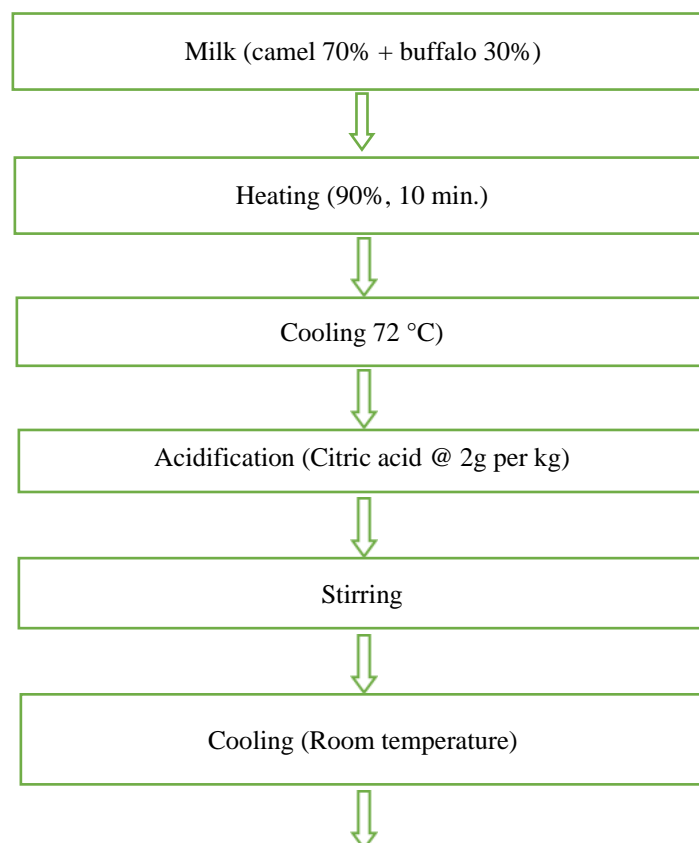 Milk (camel 70% + buffalo 30%)
Heating (90%, 10 min.)
Cooling 72 °C)
Acidification (Citric acid @ 2g per kg)
Stirring
Cooling (Room temperature)